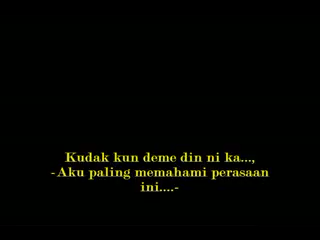 Kudak kun deme din ni ka...,
-Aku paling memahami perasaan
ini....-